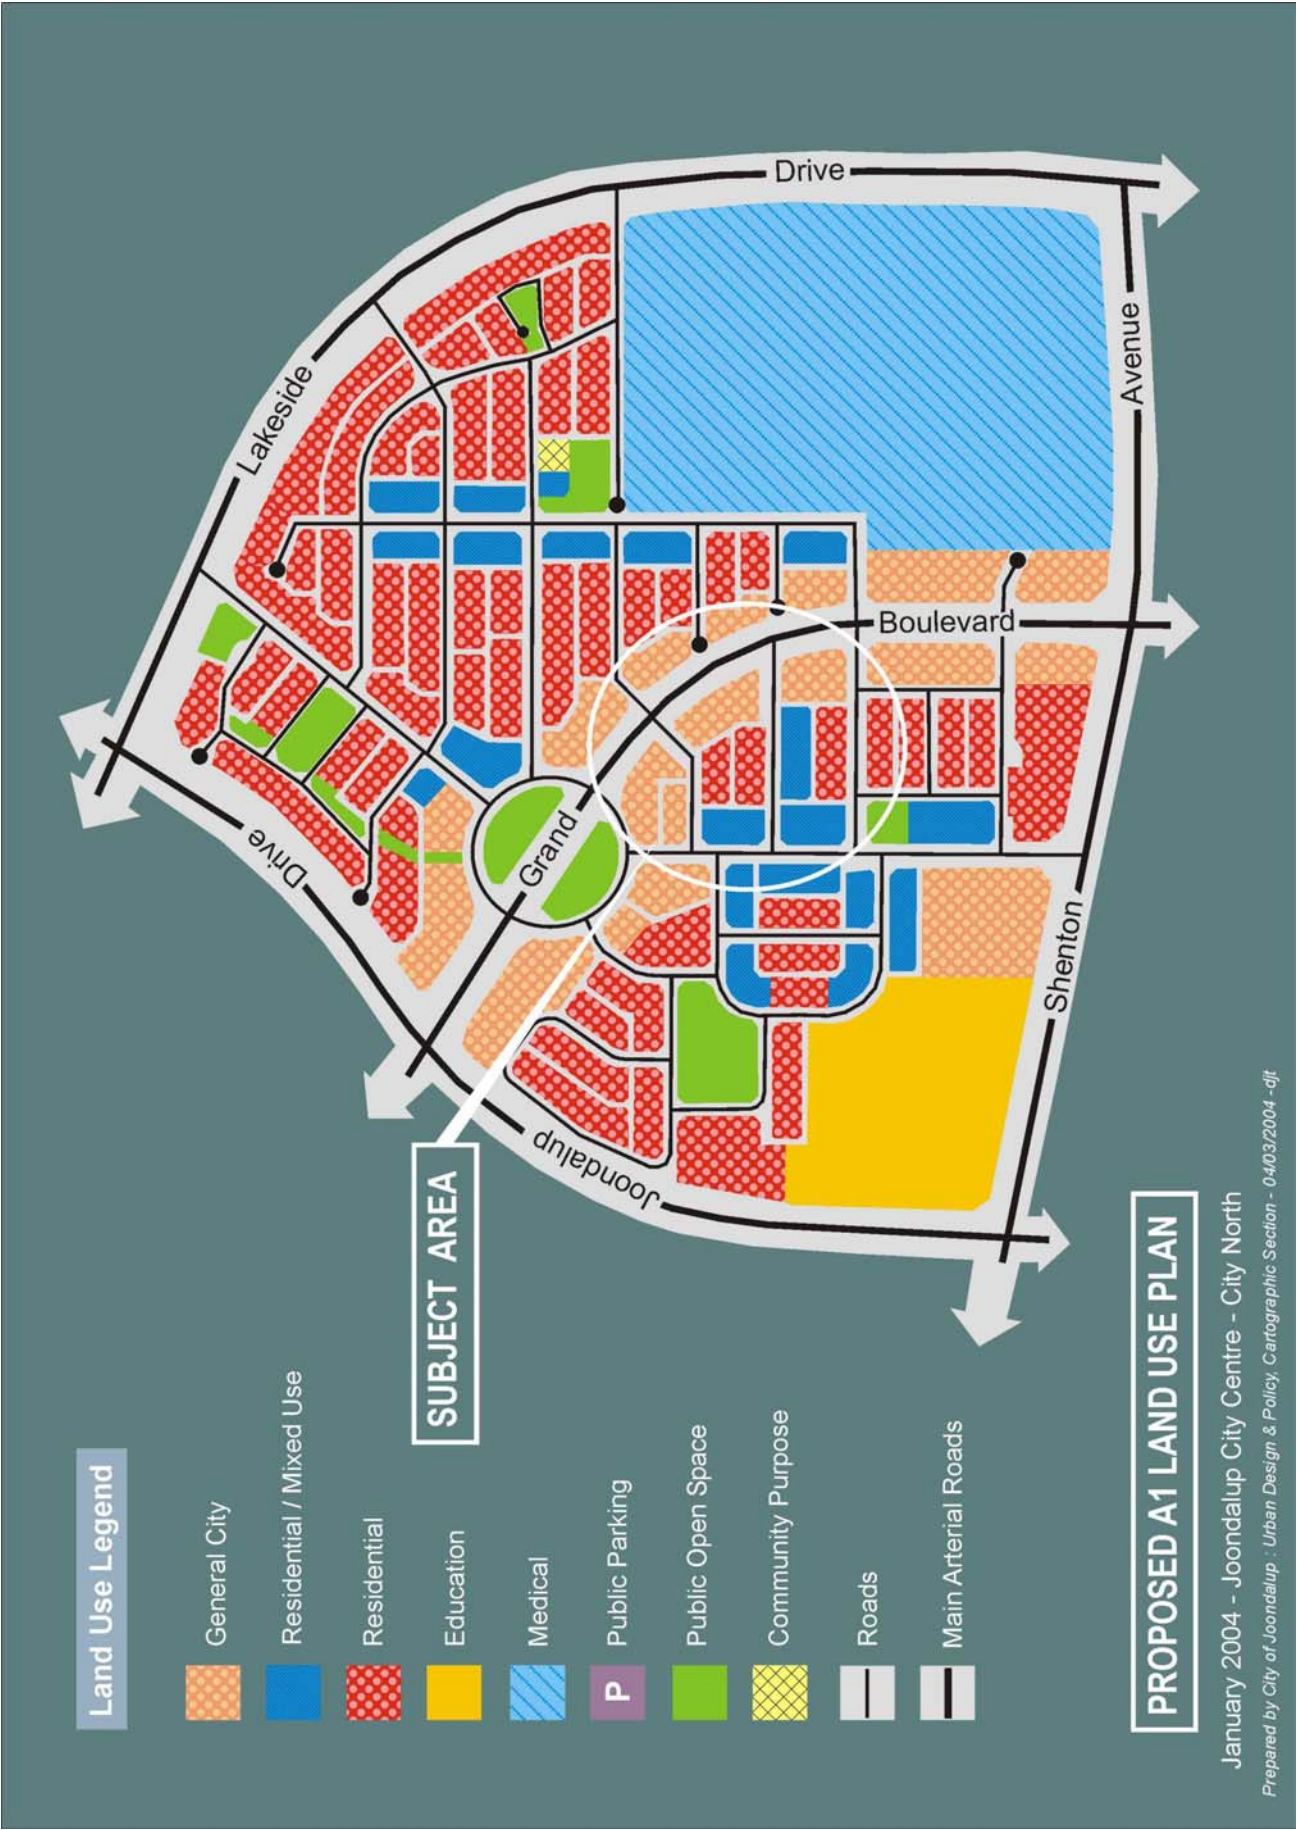 Land Use Legend
General City
Residential / Mixed Use
Residential
Education
Medical
P
Public Parking
Public Open Space
Community Purpose
Roads
Main Arterial Roads
SUBJECT AREA
Joondalup
Drive
Lakeside
Drive
Grand
Boulevard
Shenton
Avenue
PROPOSED A1 LAND USE PLAN
January 2004 - Joondalup City Centre - City North
Prepared by City of Joondalup : Urban Design & Policy, Cartographic Section - 04/03/2004 -djt